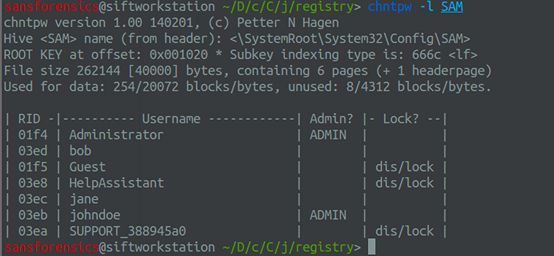 sansforensics@siftworkstation ~/D/c/C/j/registry> chntpw -l SAM
chntpw version 1.00 140201, (c) Petter N Hagen
Hive <SAM> name (from header): <\SystemRoot\System32\Config\SAM>
ROOT KEY at offset: 0x001020 * Subkey indexing type is: 666c <lf>
File size 262144 [40000] bytes, containing 6 pages (+ 1 headerpage)
Used for data: 254/20072 blocks/bytes, unused: 8/4312 blocks/bytes.

| RID -|---------- Username ------------| Admin? |- Lock? --|
| 01f4 | Administrator                  | ADMIN  |          |
| 03ed | bob                            |        |          |
| 01f5 | Guest                          |        | dis/lock |
| 03e8 | HelpAssistant                  |        | dis/lock |
| 03ec | jane                           |        |          |
| 03eb | johndoe                        | ADMIN  |          |
| 03ea | SUPPORT_388945a0               |        | dis/lock |
sansforensics@siftworkstation ~/D/c/C/j/registry>